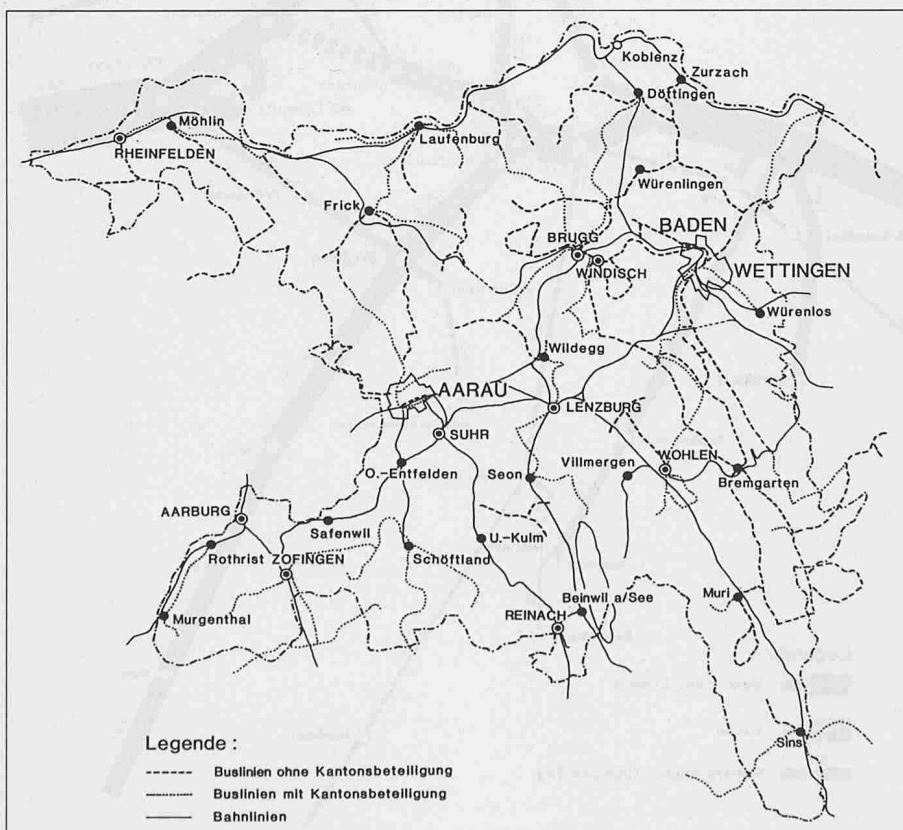 Koblenz
Zurzach
Döftingen
Möhlin
Laufenburg
RHEINFELDEN
Würenlingen
Frick
BADEN
BRUGG
WINDISCH
WETTINGEN
Würenlos
Wildegg
AARAU
LENZBURG
SUHR
O.-Entfelden
Villmergen
WOHLEN
Seon
Bremgarten
AARBURG
Safenwil
Rothrist
ZOFINGEN
Schöftland
U.-Kulm
Beinwil a/See
Muri
REINACH
Murgenthal
Sins
Legende :
Buslinien ohne Kantonsbeteiligung
Buslinien mit Kantonsbeteiligung
Bahnlinien